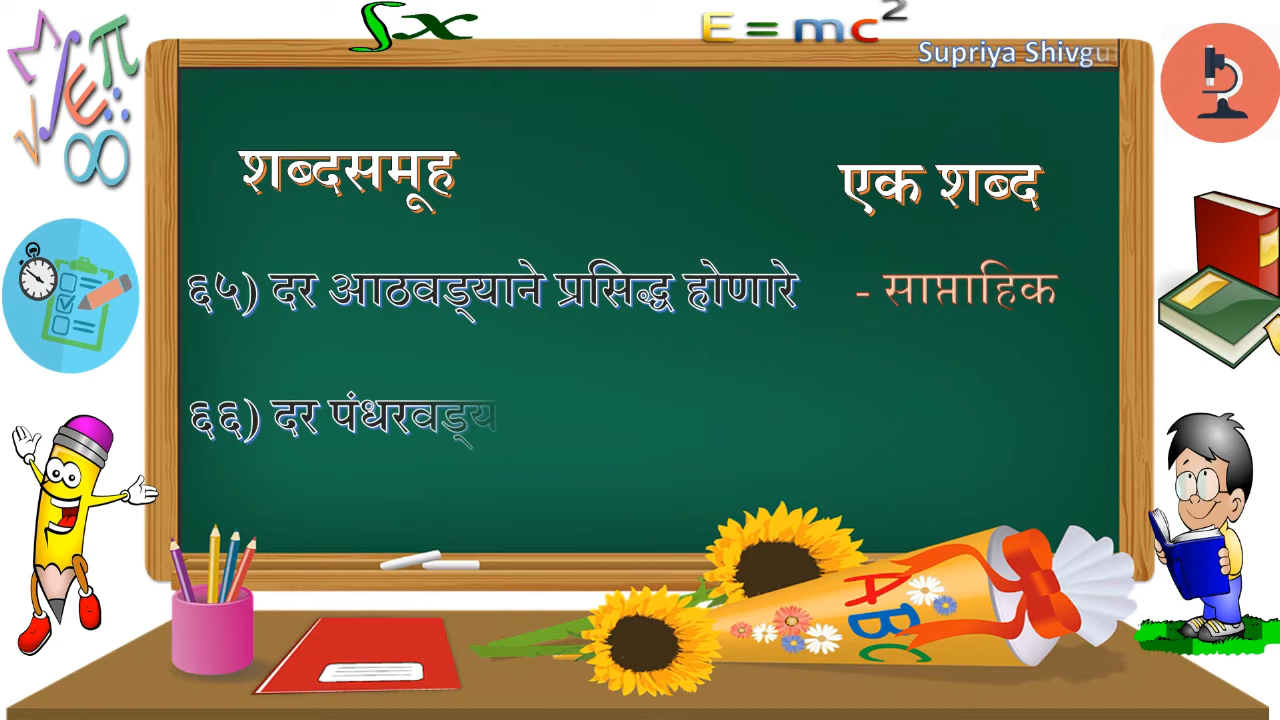 E = mc²
Supriya Shivgu
शब्दसमूह एक शब्द
६५) दर आठवड्याने प्रसिद्ध होणारे - साप्ताहिक
६६) दर पंधरवड्य
ABC